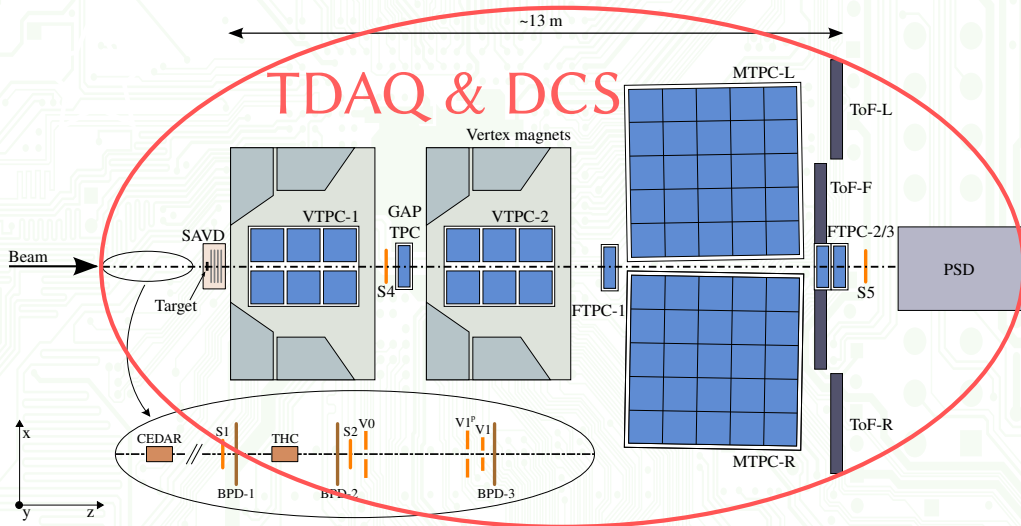 ~13 m
TDAQ & DCS
MTPC-L
ToF-L
Vertex magnets
ToF-F
VTPC-1
GAP
TPC
VTPC-2
FTPC-2/3
SAVD
Beam
PSD
Target
S4
FTPC-1
S5
ToF-R
MTPC-R
x
y
z
CEDAR
S1
BPD-1
THC
BPD-2
S2
V0
V1ᵖ
V1
BPD-3